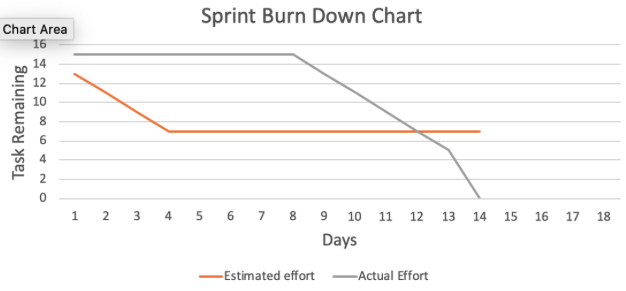 Sprint Burn Down Chart
Chart Area
16
14
12
10
8
6
4
2
0
Task Remaining
1 2 3 4 5 6 7 8 9 10 11 12 13 14 15 16 17 18
Days
Estimated effort Actual Effort